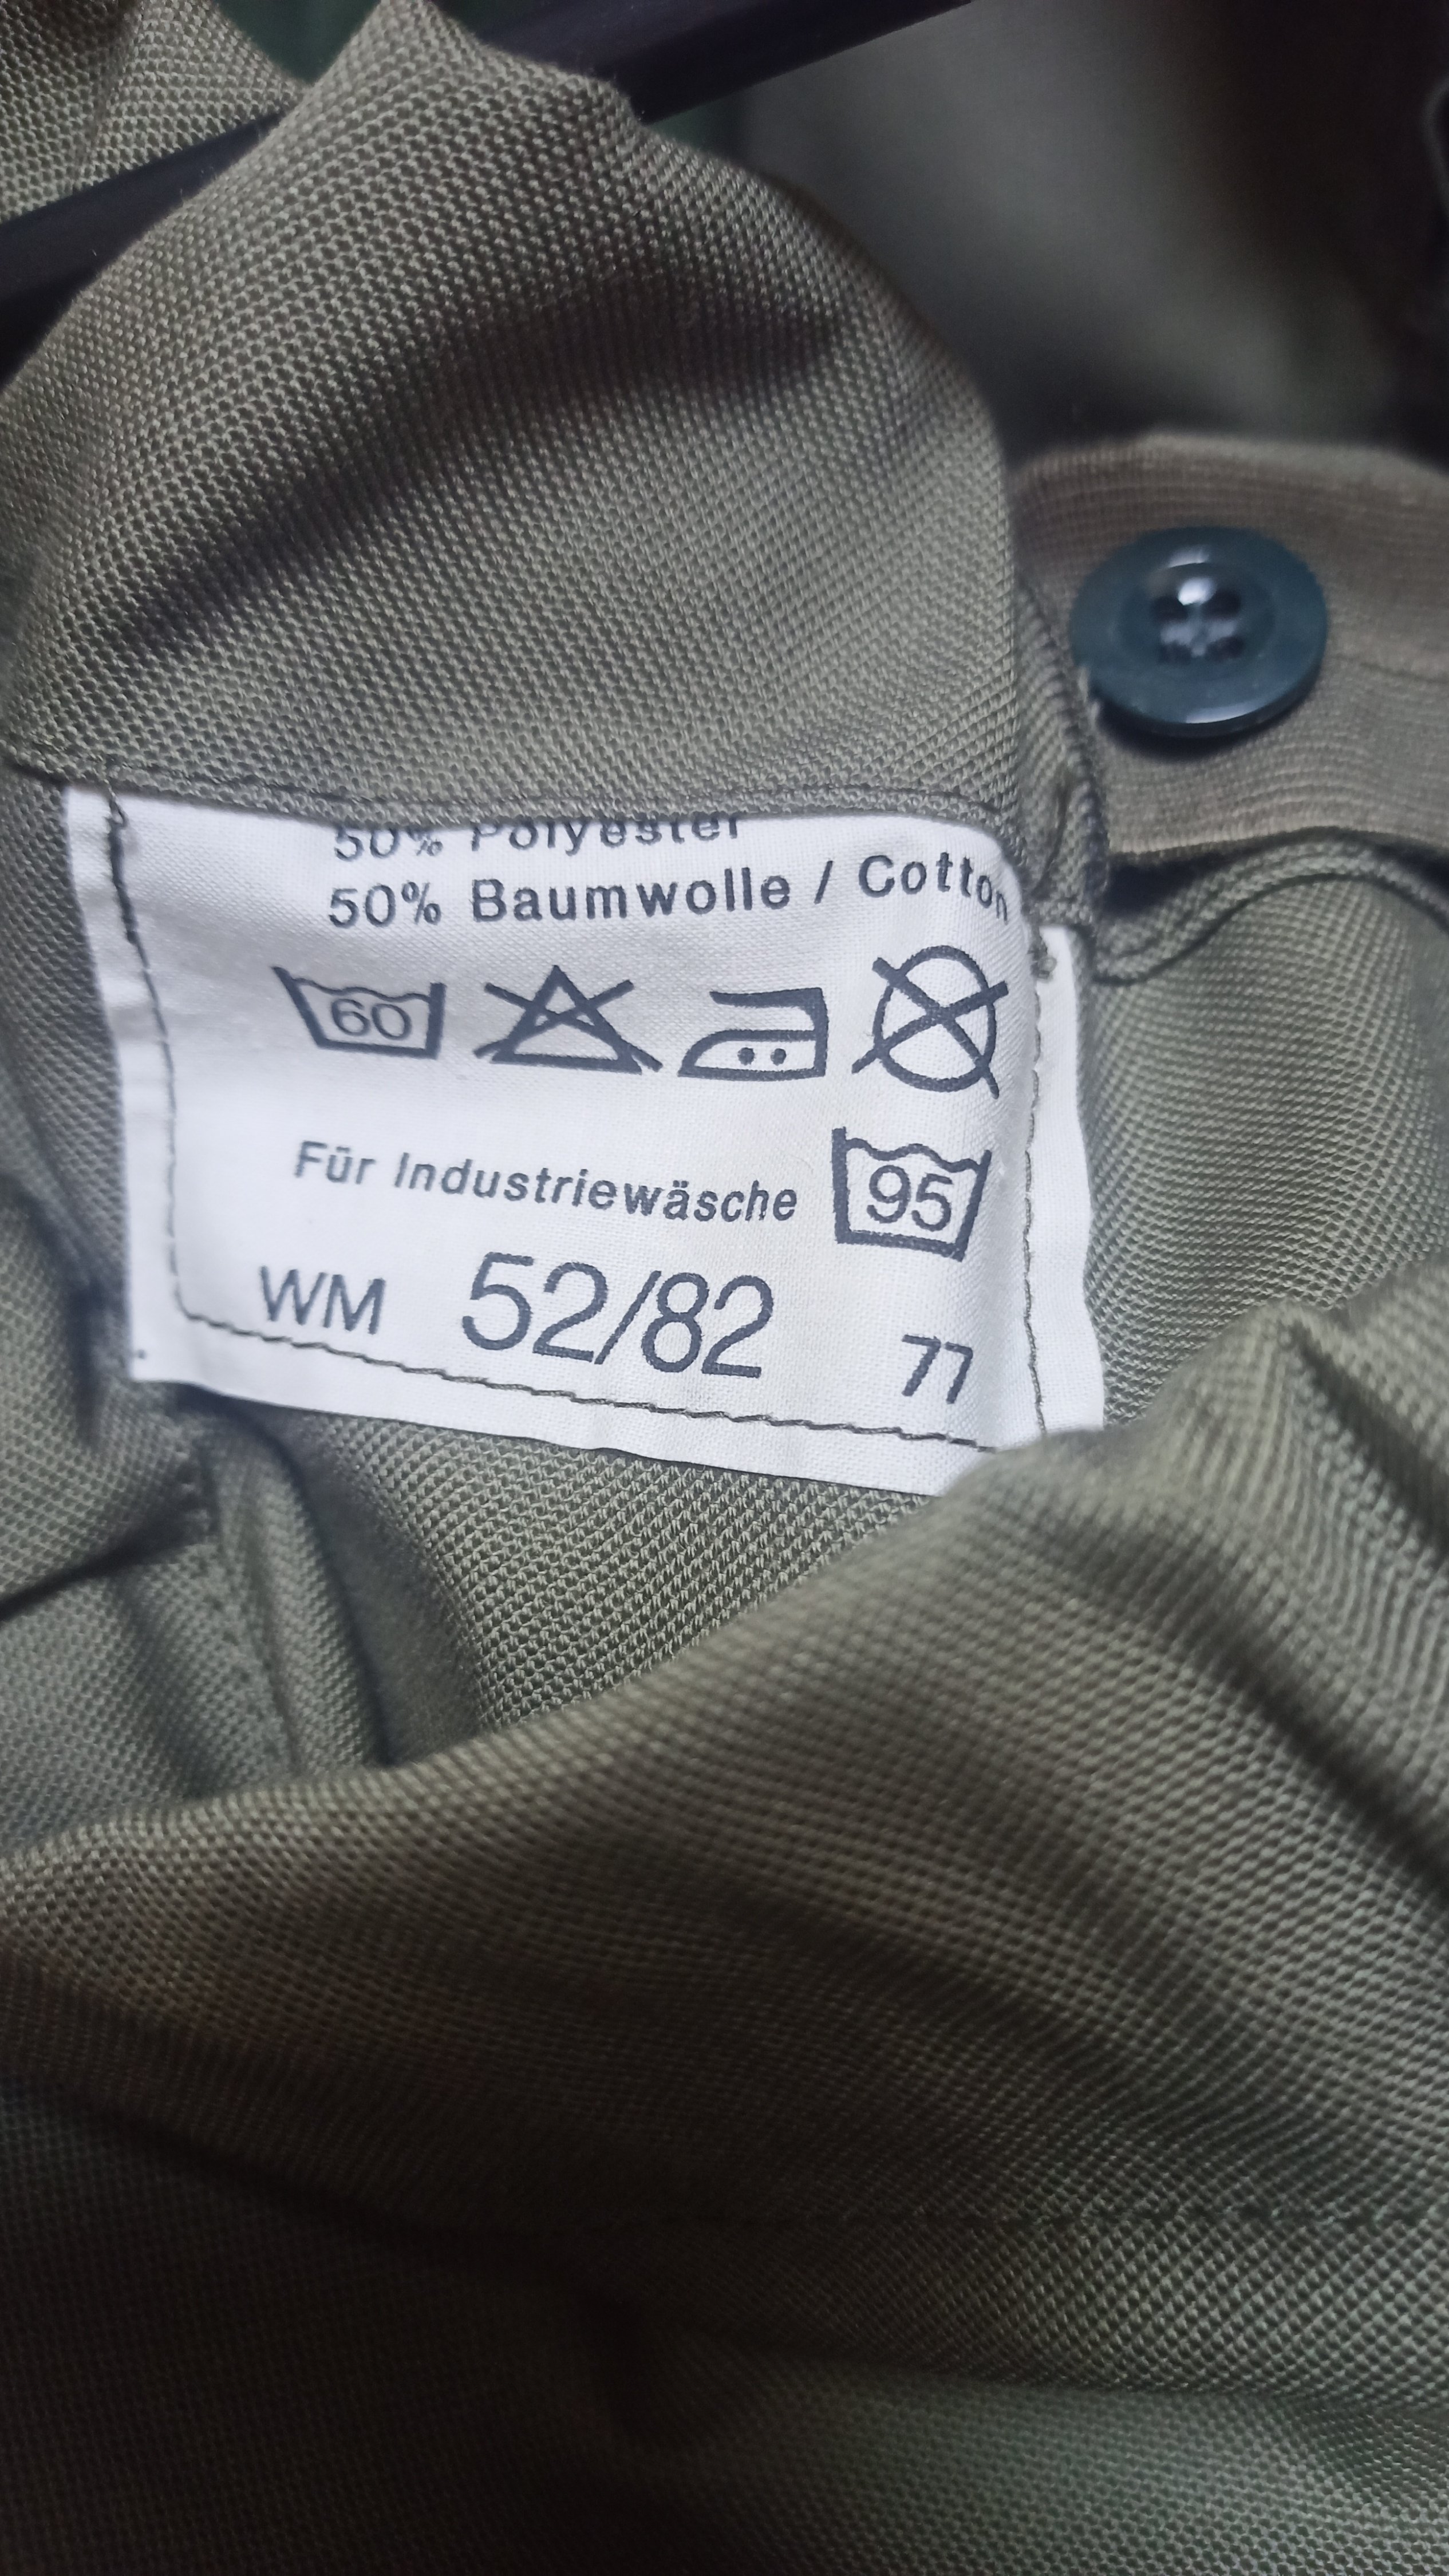 50% Polyester
50% Baumwolle / Cotton
60
Für Industriewäsche 95
WM 52/82 77